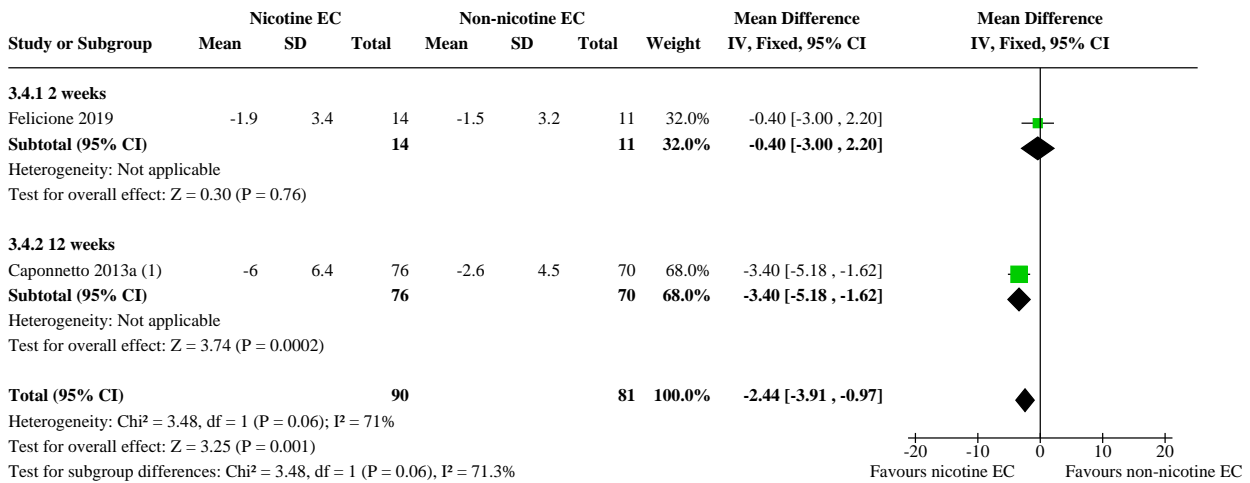 Nicotine EC Non-nicotine EC Mean Difference Mean Difference
Study or Subgroup Mean SD Total Mean SD Total Weight IV, Fixed, 95% CI IV, Fixed, 95% CI
3.4.1 2 weeks
Felicione 2019 -1.9 3.4 14 -1.5 3.2 11 32.0% -0.40 [-3.00 , 2.20]
Subtotal (95% CI) 14 11 32.0% -0.40 [-3.00 , 2.20]
Heterogeneity: Not applicable
Test for overall effect: Z = 0.30 (P = 0.76)
3.4.2 12 weeks
Caponnetto 2013a (1) -6 6.4 76 -2.6 4.5 70 68.0% -3.40 [-5.18 , -1.62]
Subtotal (95% CI) 76 70 68.0% -3.40 [-5.18 , -1.62]
Heterogeneity: Not applicable
Test for overall effect: Z = 3.74 (P = 0.0002)
Total (95% CI) 90 81 100.0% -2.44 [-3.91 , -0.97]
Heterogeneity: Chi² = 3.48, df = 1 (P = 0.06); I² = 71%
Test for overall effect: Z = 3.25 (P = 0.001)
-20 -10 0 10 20
Test for subgroup differences: Chi² = 3.48, df = 1 (P = 0.06), I² = 71.3% Favours nicotine EC Favours non-nicotine EC